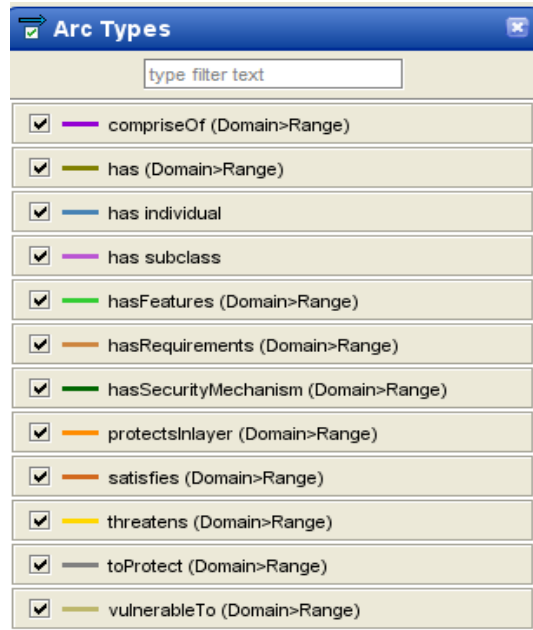 Arc Types
type filter text
compriseOf (Domain>Range)
has (Domain>Range)
has individual
has subclass
hasFeatures (Domain>Range)
hasRequirements (Domain>Range)
hasSecurityMechanism (Domain>Range)
protectsInlayer (Domain>Range)
satisfies (Domain>Range)
threatens (Domain>Range)
toProtect (Domain>Range)
vulnerableTo (Domain>Range)